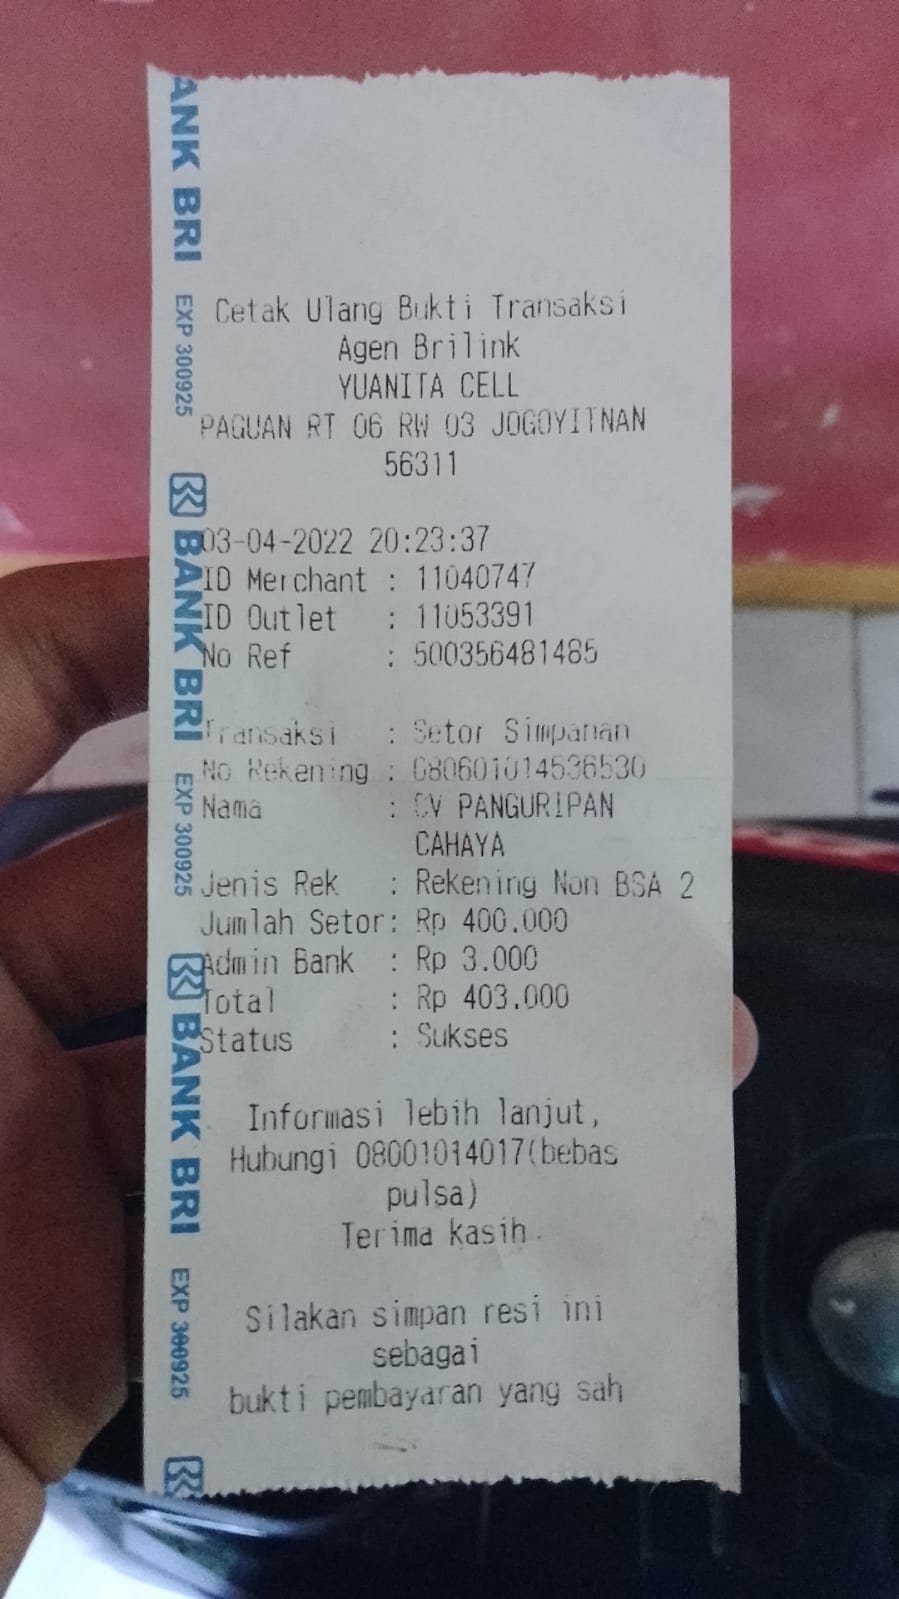 Cetak Ulang Bukti Transaksi
Agen Brilink
YUANITA CELL
PAGUAN RT 06 RW 03 JOGOYITNAN
56311
03-04-2022 20:23:37
ID Merchant : 11040747
ID Outlet : 11053391
No Ref : 500356481485
Transaksi : Setor Simpanan
No Rekening : 080601014536530
Nama : CV PANGURIPAN
CAHAYA
Jenis Rek : Rekening Non BSA 2
Jumlah Setor: Rp 400.000
Admin Bank : Rp 3.000
Total : Rp 403.000
Status : Sukses
Informasi lebih lanjut,
Hubungi 08001014017(bebas
pulsa)
Terima kasih.
Silakan simpan resi ini
sebagai
bukti pembayaran yang sah
ANK BRI
EXP 300925
BANK BRI
EXP 300925
BANK BRI
EXP 300925